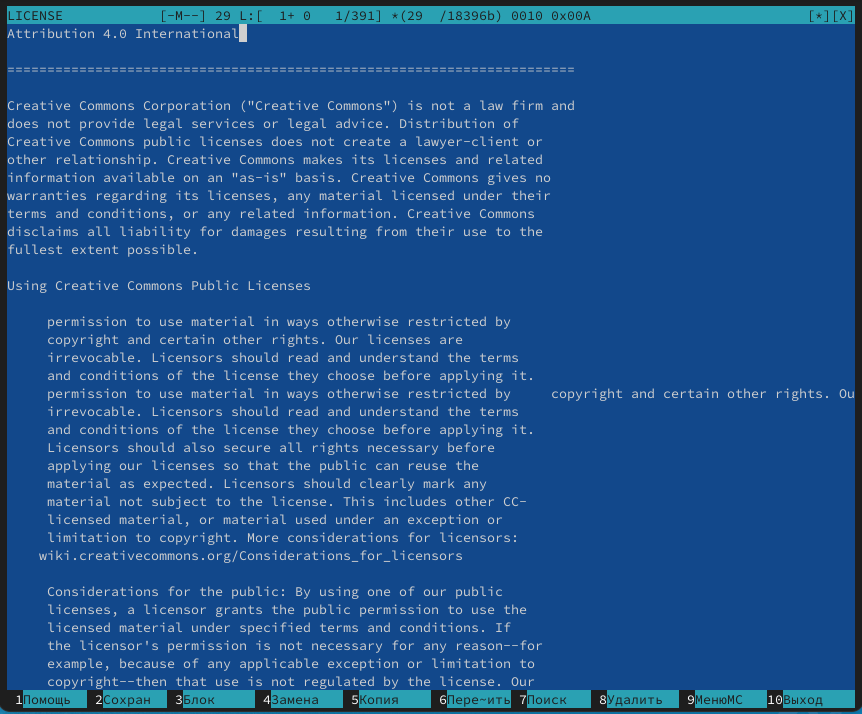 LICENSE            [-M--] 29 L:[  1+ 0   1/391] *(29  /18396b) 0010 0x00A                           [*][X]
Attribution 4.0 International
=======================================================================
Creative Commons Corporation ("Creative Commons") is not a law firm and
does not provide legal services or legal advice. Distribution of
Creative Commons public licenses does not create a lawyer-client or
other relationship. Creative Commons makes its licenses and related
information available on an "as-is" basis. Creative Commons gives no
warranties regarding its licenses, any material licensed under their
terms and conditions, or any related information. Creative Commons
disclaims all liability for damages resulting from their use to the
fullest extent possible.
Using Creative Commons Public Licenses
     permission to use material in ways otherwise restricted by
     copyright and certain other rights. Our licenses are
     irrevocable. Licensors should read and understand the terms
     and conditions of the license they choose before applying it.
     permission to use material in ways otherwise restricted by     copyright and certain other rights. Ou
     irrevocable. Licensors should read and understand the terms
     and conditions of the license they choose before applying it.
     Licensors should also secure all rights necessary before
     applying our licenses so that the public can reuse the
     material as expected. Licensors should clearly mark any
     material not subject to the license. This includes other CC-
     licensed material, or material used under an exception or
     limitation to copyright. More considerations for licensors:
    wiki.creativecommons.org/Considerations_for_licensors
     Considerations for the public: By using one of our public
     licenses, a licensor grants the public permission to use the
     licensed material under specified terms and conditions. If
     the licensor's permission is not necessary for any reason--for
     example, because of any applicable exception or limitation to
     copyright--then that use is not regulated by the license. Our
 1Помощь   2Сохран   3Блок      4Замена   5Копия     6Пере~ить 7Поиск    8Удалить   9МенюМС   10Выход